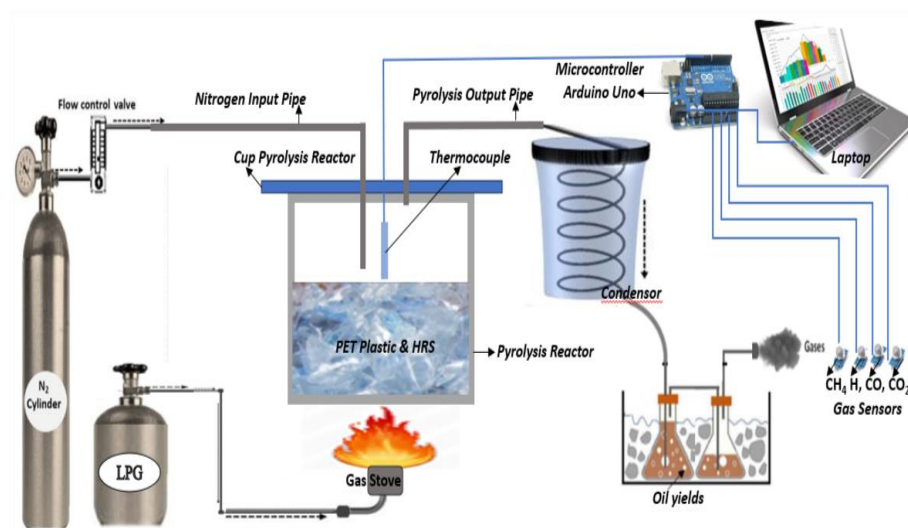 Flow control valve
Nitrogen Input Pipe
Pyrolysis Output Pipe
Microcontroller
Arduino Uno
Laptop
Cup Pyrolysis Reactor
Thermocouple
Condensor
PET Plastic & HRS
Pyrolysis Reactor
Gases
CH₄ H, CO, CO₂
Gas Sensors
N₂
Cylinder
LPG
Gas Stove
Oil yields